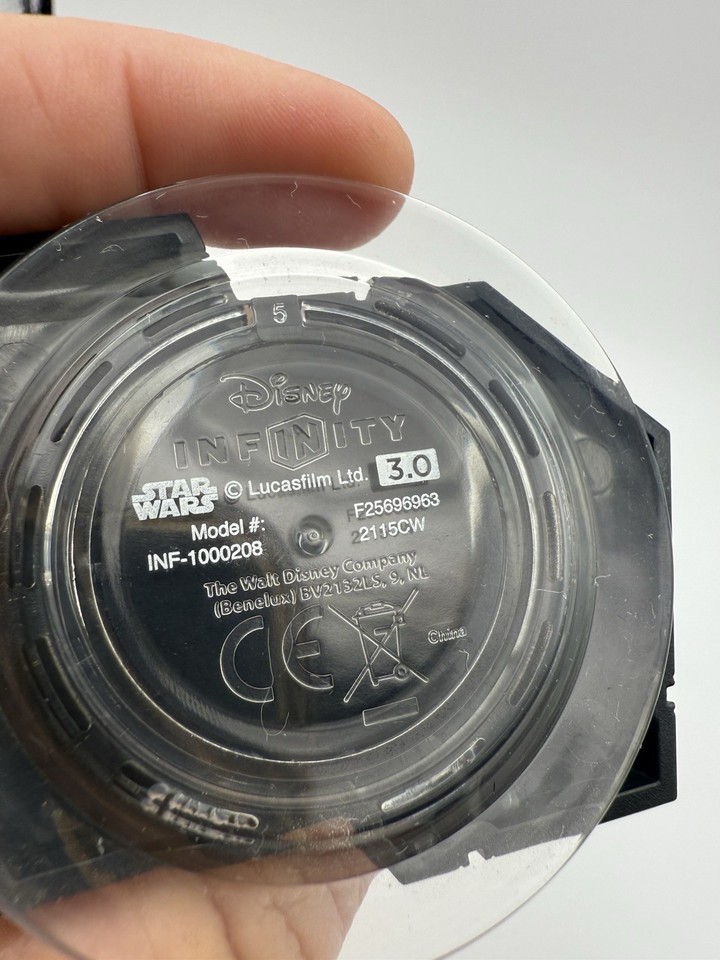 5
Disney
INFINITY
STAR WARS © Lucasfilm Ltd. 3.0
Model #: F25696963
INF-1000208 22115CW
The Walt Disney Company
(Benelux) BV2132LS, 9, NL
CE
China